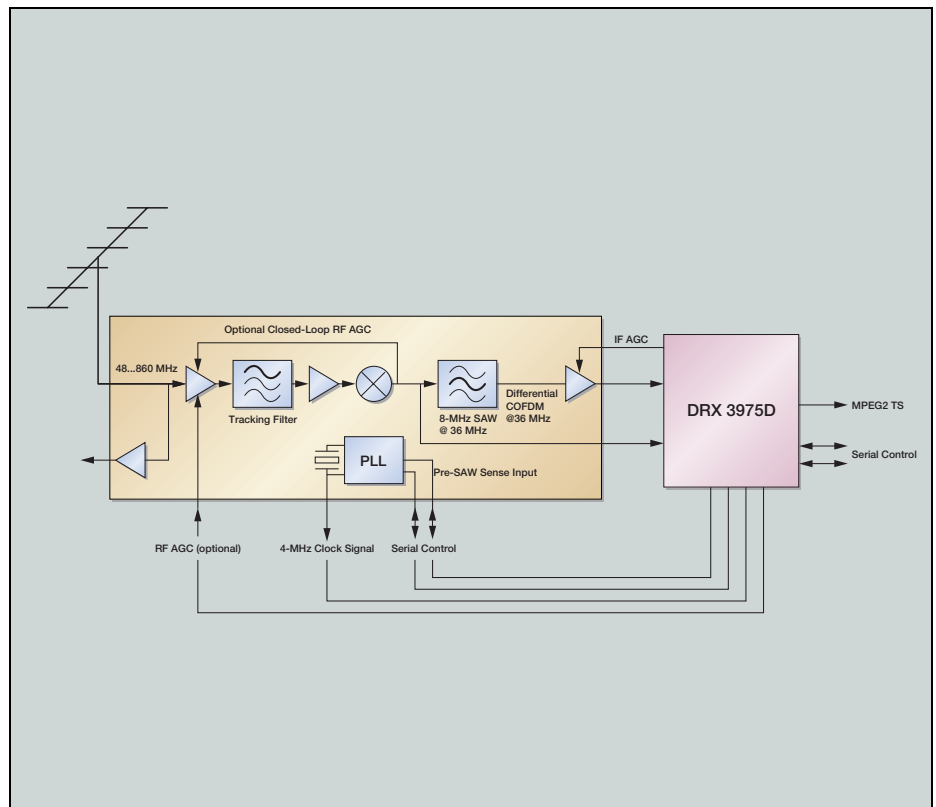 Optional Closed-Loop RF AGC
IF AGC
48...860 MHz
Tracking Filter
8-MHz SAW
@ 36 MHz
Differential
COFDM
@36 MHz
DRX 3975D
MPEG2 TS
Serial Control
PLL
Pre-SAW Sense Input
RF AGC (optional)
4-MHz Clock Signal
Serial Control